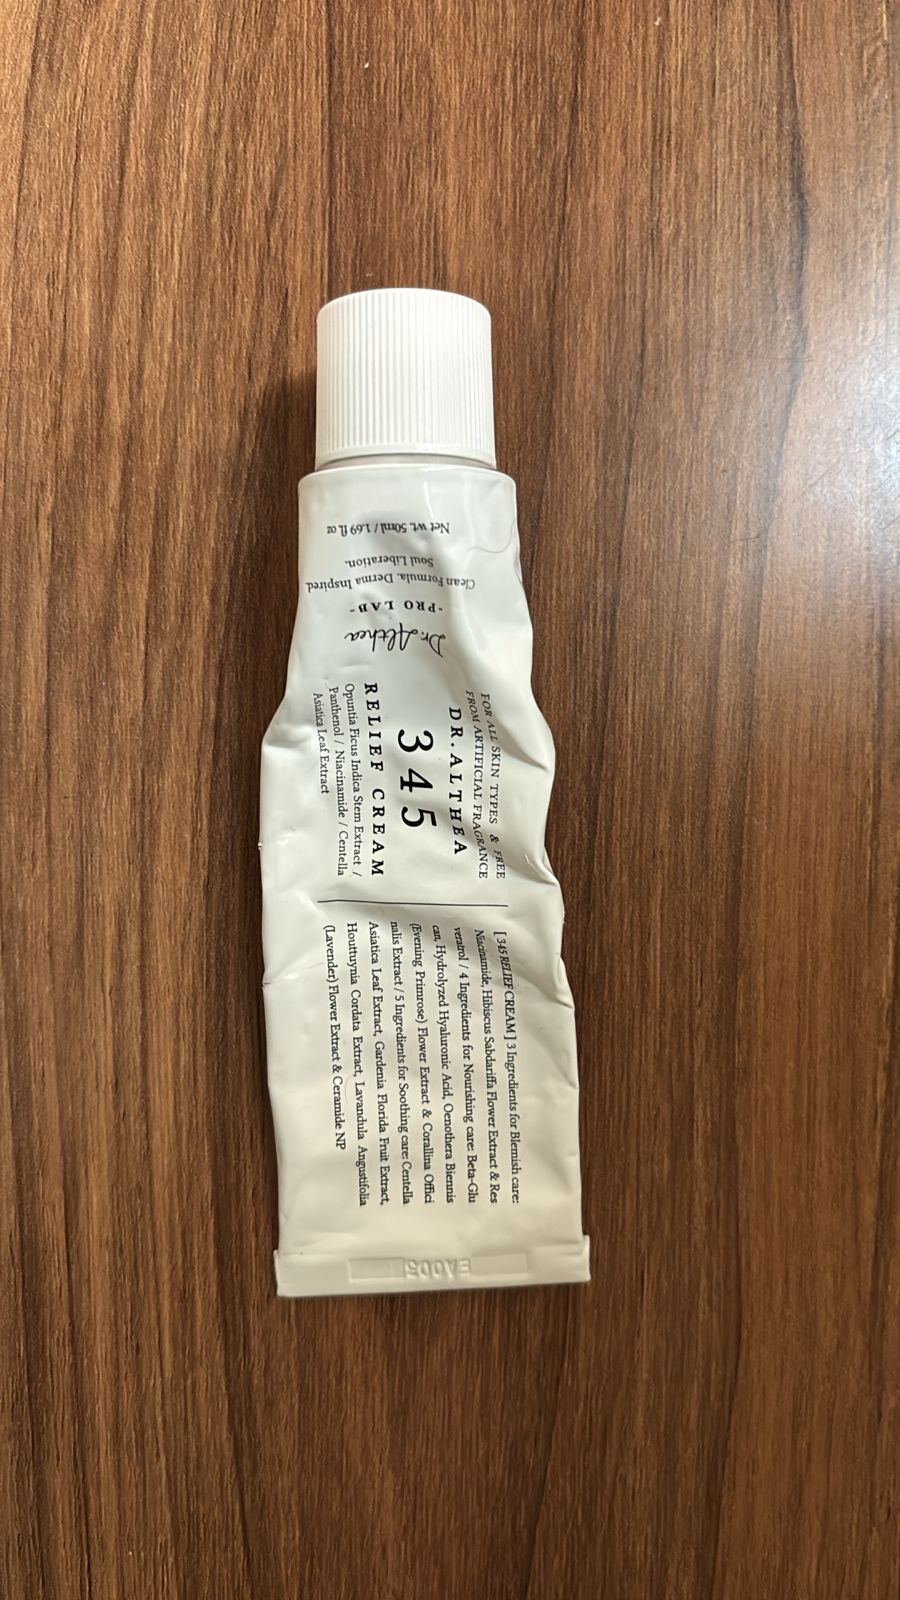 Net wt. 50ml / 1.69 fl. oz
Clean Formula. Derma Inspired.
Soul Liberation.
-PRO LAB-
Dr.Althea
FOR ALL SKIN TYPES & FREE
FROM ARTIFICIAL FRAGRANCE
DR.ALTHEA
345
RELIEF CREAM
Opuntia Ficus Indica Stem Extract /
Panthenol / Niacinamide / Centella
Asiatica Leaf Extract
[ 345 RELIEF CREAM ] 3 Ingredients for Blemish care:
Niacinamide, Hibiscus Sabdariffa Flower Extract & Res
veratrol / 4 Ingredients for Nourishing care: Beta-Glu
can, Hydrolyzed Hyaluronic Acid, Oenothera Biennis
(Evening Primrose) Flower Extract & Corallina Offici
nalis Extract / 5 Ingredients for Soothing care: Centella
Asiatica Leaf Extract, Gardenia Florida Fruit Extract,
Houttuynia Cordata Extract, Lavandula Angustifolia
(Lavender) Flower Extract & Ceramide NP